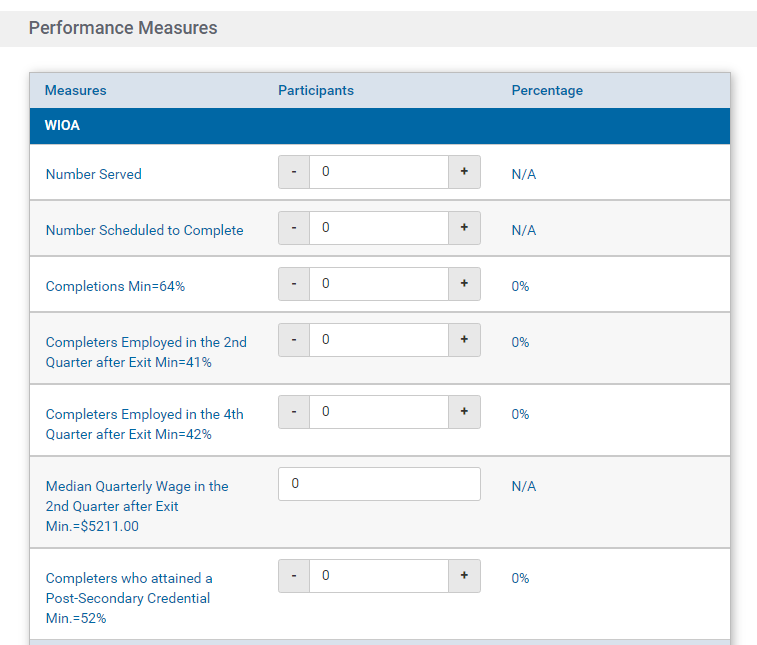 Performance Measures
Measures Participants Percentage
WIOA
Number Served - 0 + N/A
Number Scheduled to Complete - 0 + N/A
Completions Min=64% - 0 + 0%
Completers Employed in the 2nd - 0 + 0%
Quarter after Exit Min=41%
Completers Employed in the 4th - 0 + 0%
Quarter after Exit Min=42%
Median Quarterly Wage in the 0 N/A
2nd Quarter after Exit
Min.=$5211.00
Completers who attained a - 0 + 0%
Post-Secondary Credential
Min.=52%